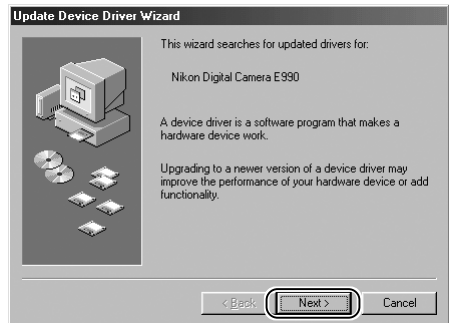 Update Device Driver Wizard
This wizard searches for updated drivers for:
Nikon Digital Camera E990
A device driver is a software program that makes a
hardware device work.
Upgrading to a newer version of a device driver may
improve the performance of your hardware device or add
functionality.
< Back Next > Cancel